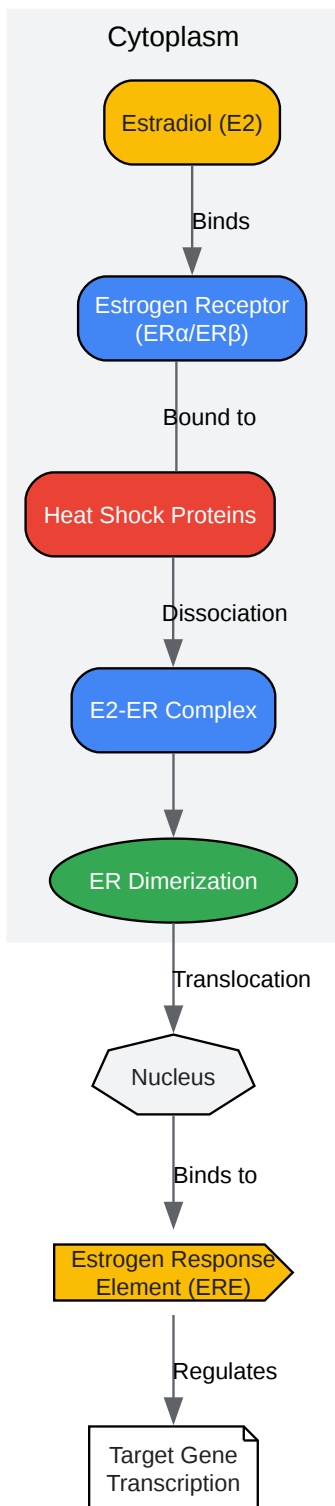 Cytoplasm
Estradiol (E2)
Binds
Estrogen Receptor
(ERα/ERβ)
Bound to
Heat Shock Proteins
Dissociation
E2-ER Complex
ER Dimerization
Translocation
Nucleus
Binds to
Estrogen Response
Element (ERE)
Regulates
Target Gene
Transcription